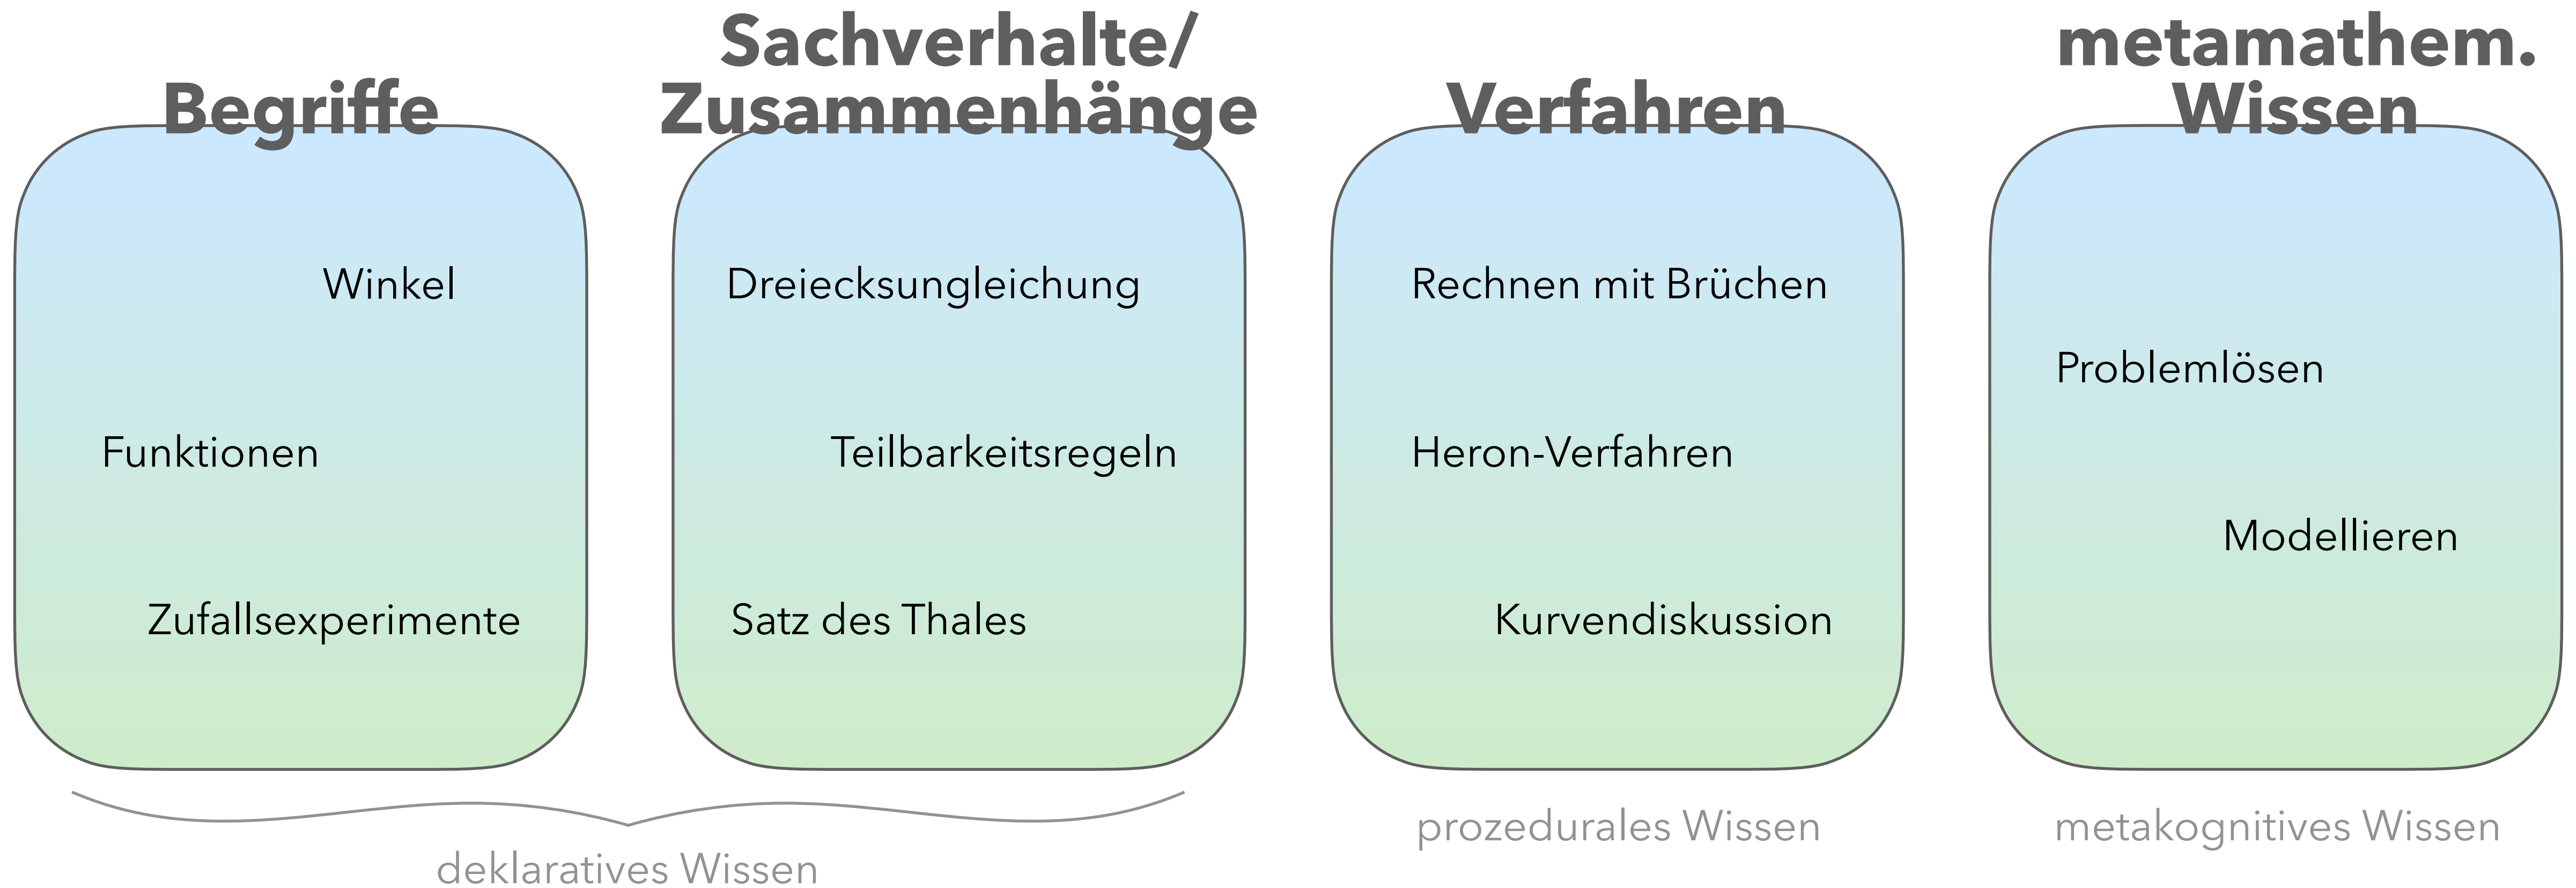 Begriffe
Winkel
Funktionen
Zufallsexperimente
Sachverhalte/
Zusammenhänge
Dreiecksungleichung
Teilbarkeitsregeln
Satz des Thales
deklaratives Wissen
Verfahren
Rechnen mit Brüchen
Heron-Verfahren
Kurvendiskussion
prozedurales Wissen
metamathem.
Wissen
Problemlösen
Modellieren
metakognitives Wissen